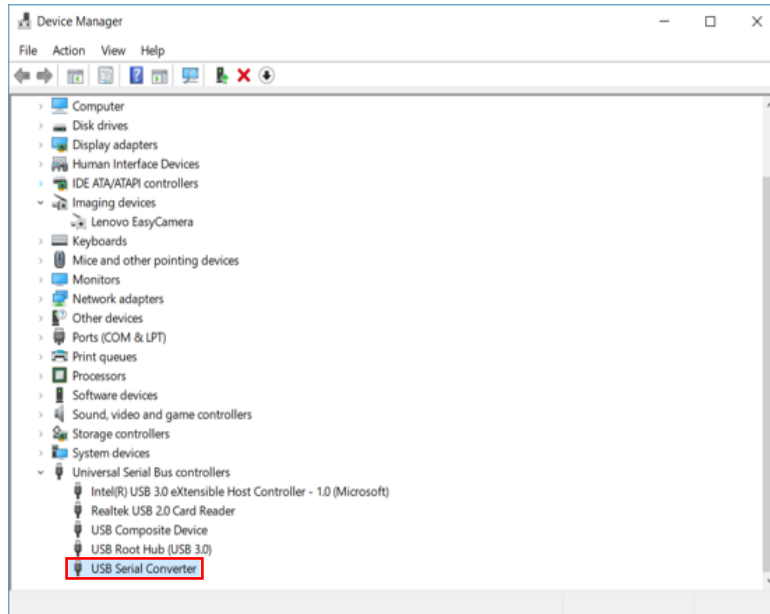 Device Manager
File Action View Help
Computer
Disk drives
Display adapters
Human Interface Devices
IDE ATA/ATAPI controllers
Imaging devices
Lenovo EasyCamera
Keyboards
Mice and other pointing devices
Monitors
Network adapters
Other devices
Ports (COM & LPT)
Print queues
Processors
Software devices
Sound, video and game controllers
Storage controllers
System devices
Universal Serial Bus controllers
Intel(R) USB 3.0 eXtensible Host Controller - 1.0 (Microsoft)
Realtek USB 2.0 Card Reader
USB Composite Device
USB Root Hub (USB 3.0)
USB Serial Converter